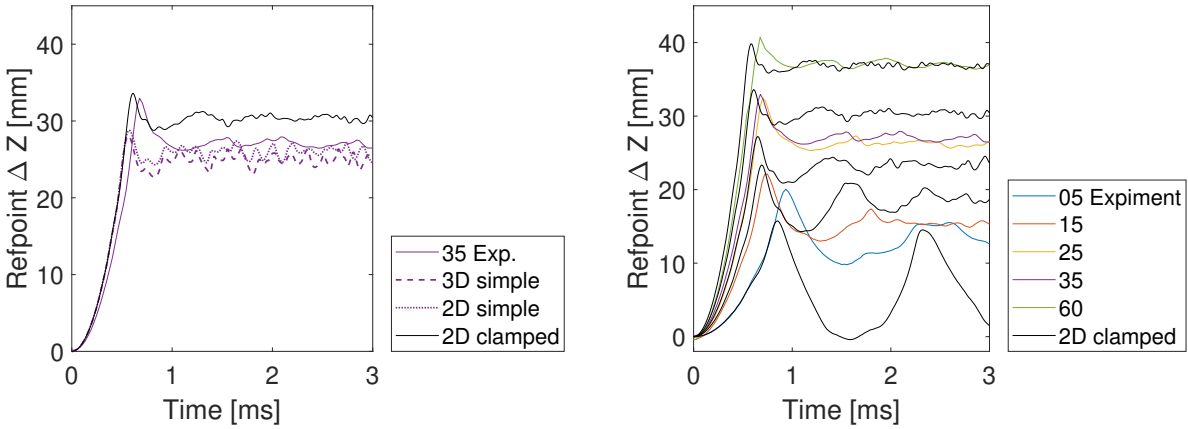 40
30
20
10
0
0
1
2
3
Refpoint Δ Z [mm]
Time [ms]
35 Exp.
3D simple
2D simple
2D clamped
40
30
20
10
0
0
1
2
3
Refpoint Δ Z [mm]
Time [ms]
05 Expiment
15
25
35
60
2D clamped